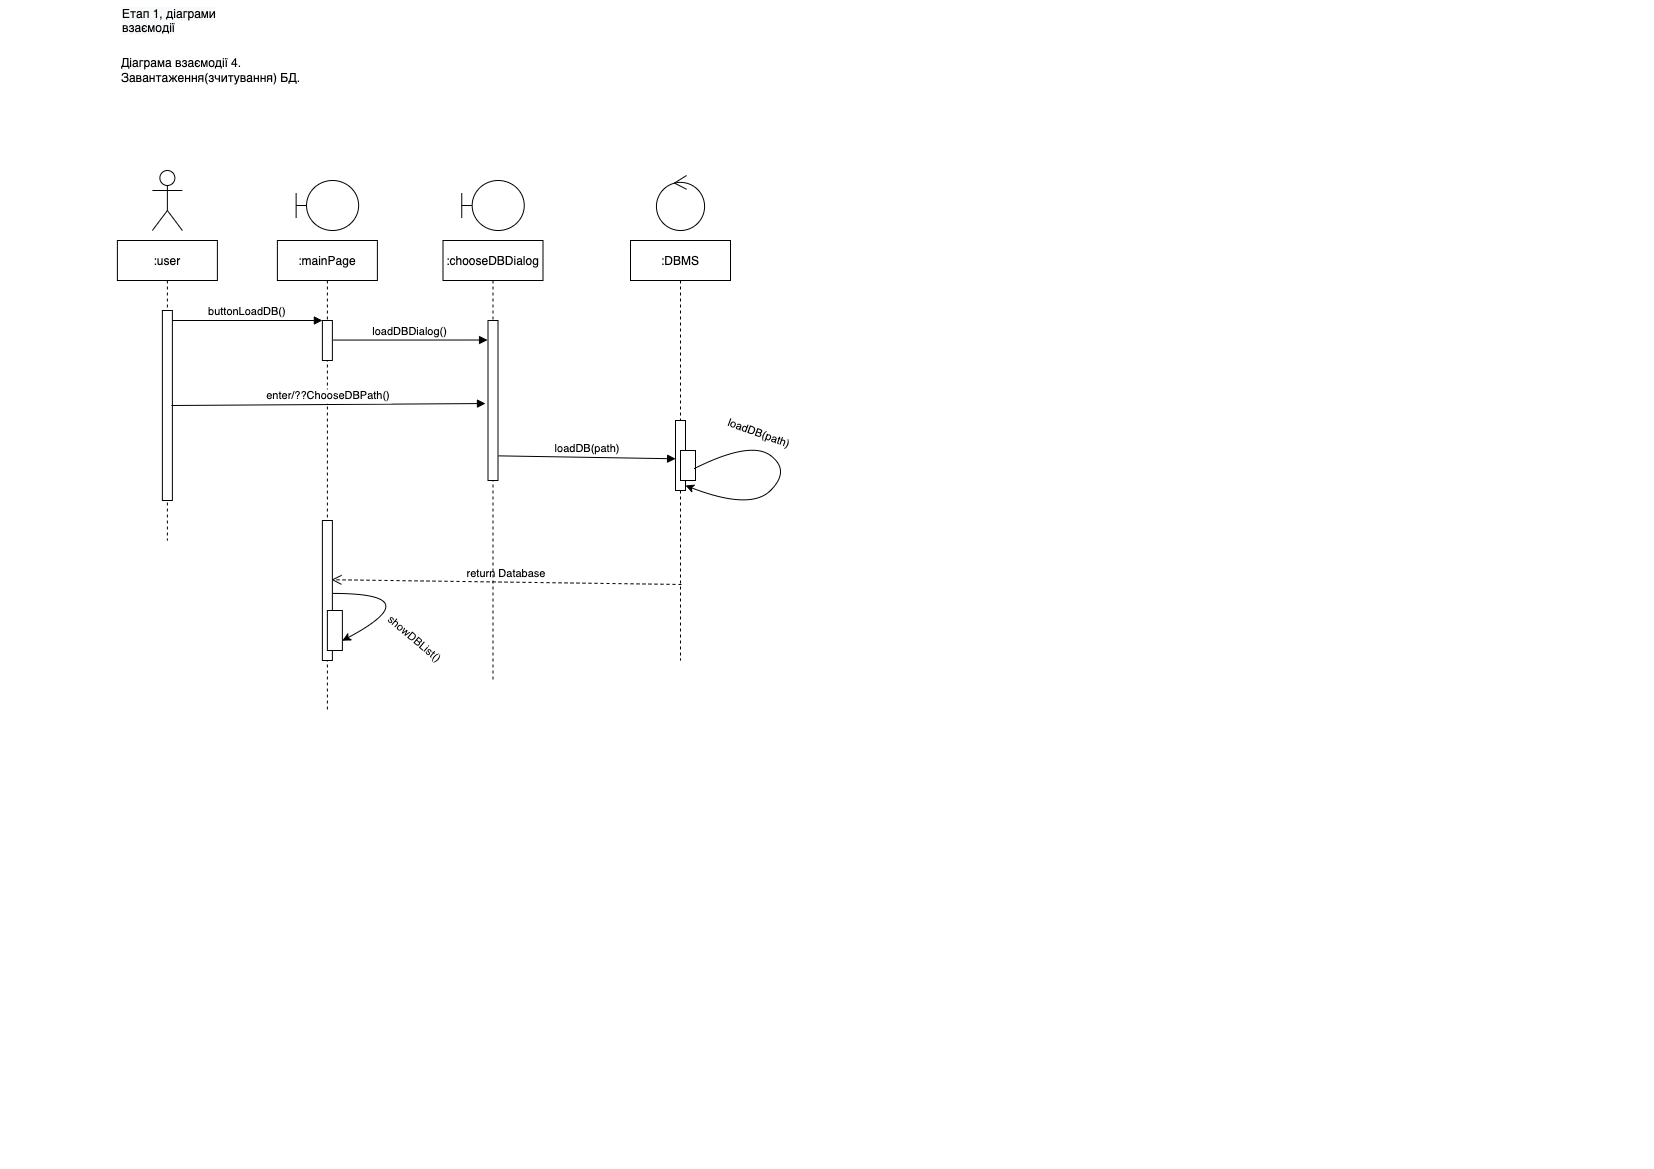 Етап 1, діаграми
взаємодії
Діаграма взаємодії 4.
Завантаження(зчитування) БД.
:user
:mainPage
:chooseDBDialog
:DBMS
buttonLoadDB()
loadDBDialog()
enter/??ChooseDBPath()
loadDB(path)
loadDB(path)
return Database
showDBList()